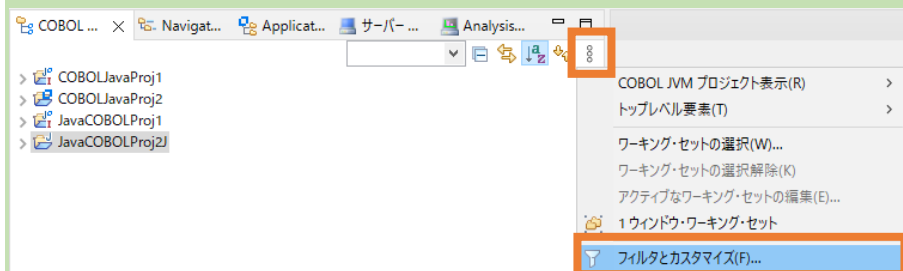 COBOL ... Navigat... Applicat... サーバー ... Analysis...
COBOLJavaProj1
COBOLJavaProj2
JavaCOBOLProj1
JavaCOBOLProj2J
COBOL JVM プロジェクト表示(R)
トップレベル要素(T)
ワーキング・セットの選択(W)...
ワーキング・セットの選択解除(K)
アクティブなワーキング・セットの編集(E)...
1 ウィンドウ・ワーキング・セット
フィルタとカスタマイズ(F)...